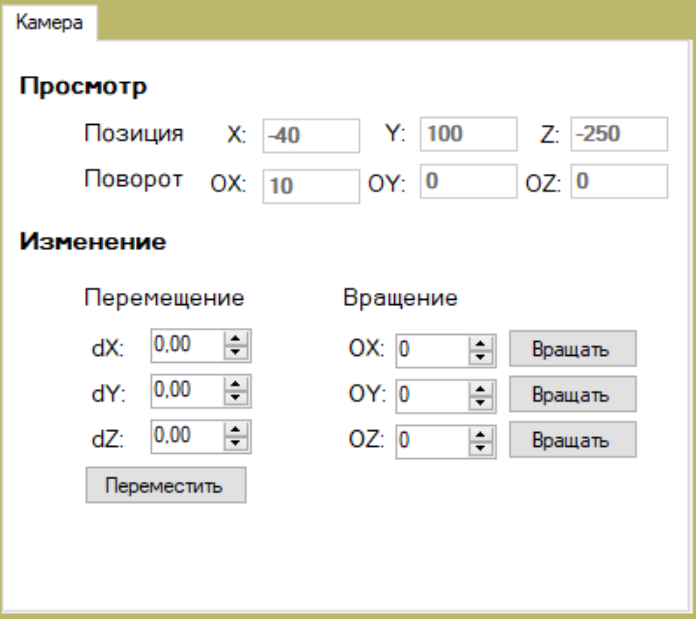 Камера
Просмотр
Позиция X: -40 Y: 100 Z: -250
Поворот OX: 10 OY: 0 OZ: 0
Изменение
Перемещение Вращение
dX: 0,00 OX: 0 Вращать
dY: 0,00 OY: 0 Вращать
dZ: 0,00 OZ: 0 Вращать
Переместить